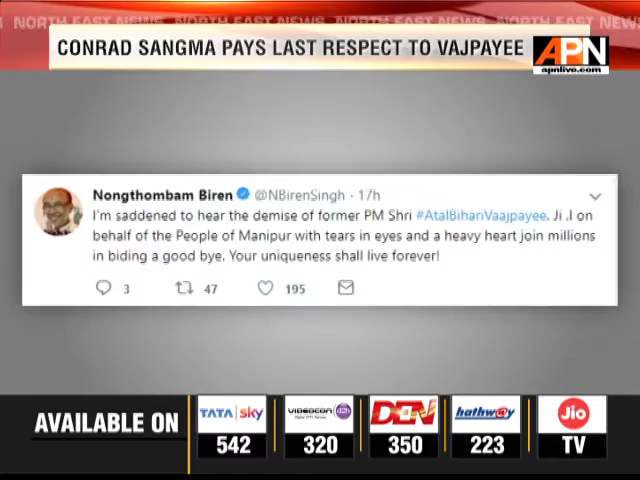 NORTH EAST NEWS NORTH EAST NEWS NORTH EAST NEWS
CONRAD SANGMA PAYS LAST RESPECT TO VAJPAYEE
APN
apnlive.com
Nongthombam Biren @NBirenSingh · 17h
I'm saddened to hear the demise of former PM Shri #AtalBihariVaajpayee. Ji .I on
behalf of the People of Manipur with tears in eyes and a heavy heart join millions
in biding a good bye. Your uniqueness shall live forever!
3 47 195
AVAILABLE ON
TATA sky
542
VIDEOCON d2h
320
DEN
350
hathw@y
223
Jio
TV